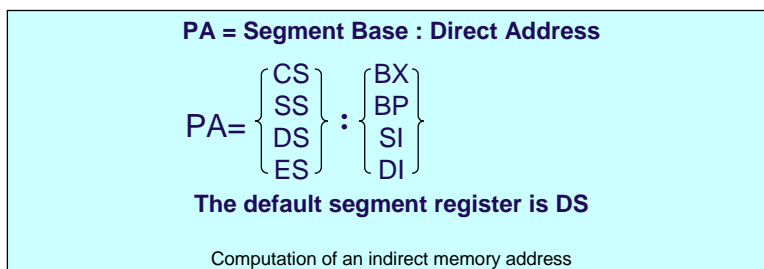 PA = Segment Base : Direct Address
CS BX
SS BP
PA= :
DS SI
ES DI
The default segment register is DS
Computation of an indirect memory address